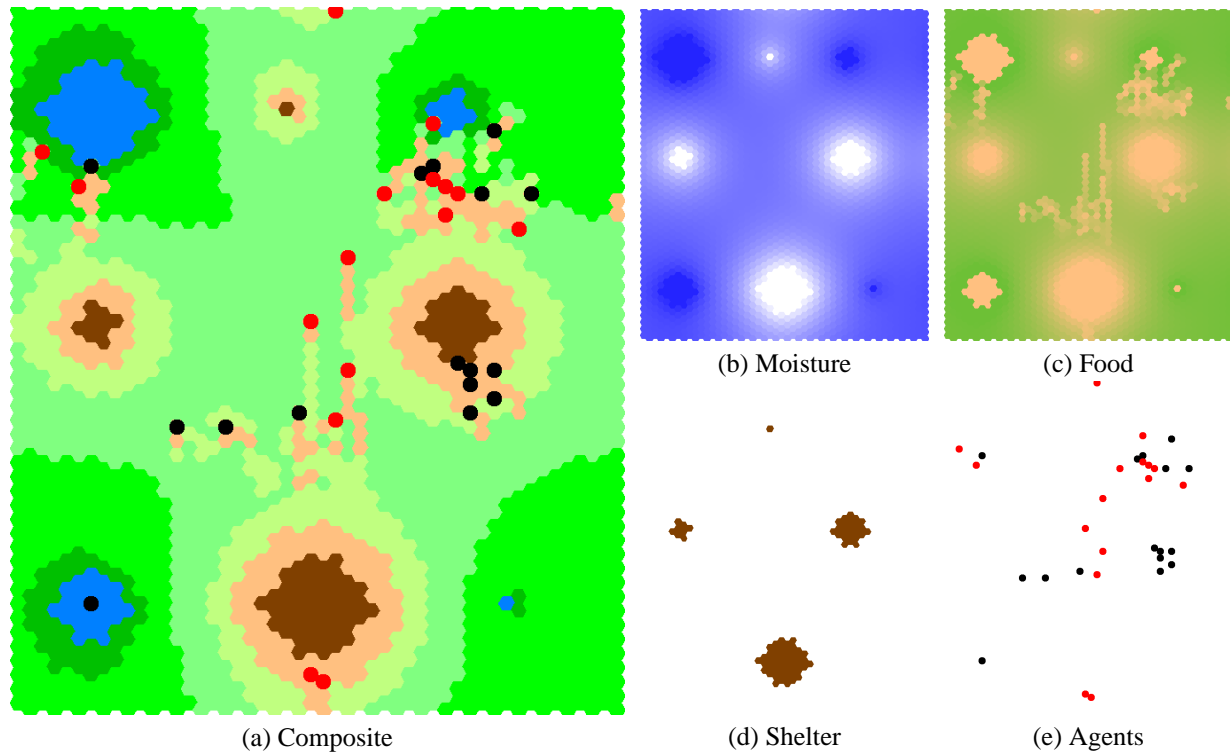 (b) Moisture
(c) Food
(a) Composite
(d) Shelter
(e) Agents